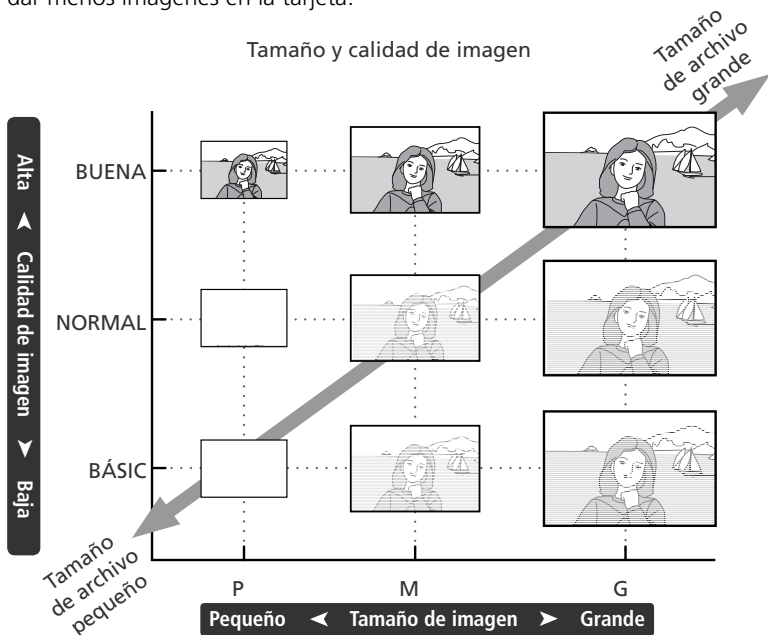 dar menos imágenes en la tarjeta.
Tamaño y calidad de imagen
Tamaño
de archivo
grande
Alta
Calidad de imagen
Baja
BUENA
NORMAL
BÁSIC
Tamaño
de archivo
pequeño
P
M
G
Pequeño
Tamaño de imagen
Grande